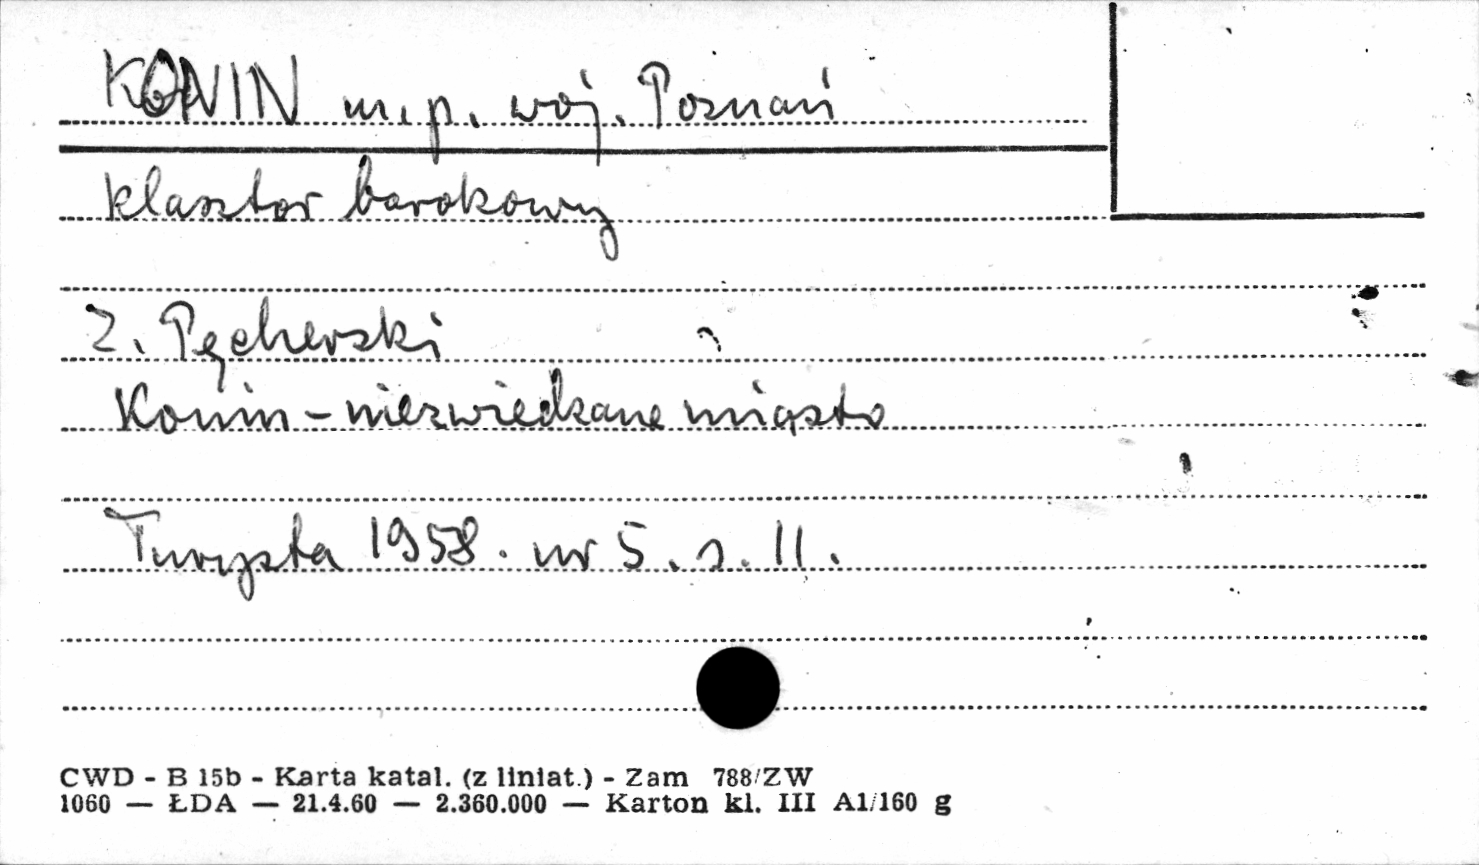 KONIN m.p. woj. Poznań
klasztor barokowy
Z. Pęcherski
Konin - niezwiedzane miasto
Turysta 1958. nr 5. s. 11.
CWD - B 15b - Karta katal. (z liniat.) - Zam 788/ZW
1060 — ŁDA — 21.4.60 — 2.360.000 — Karton kl. III A1/160 g